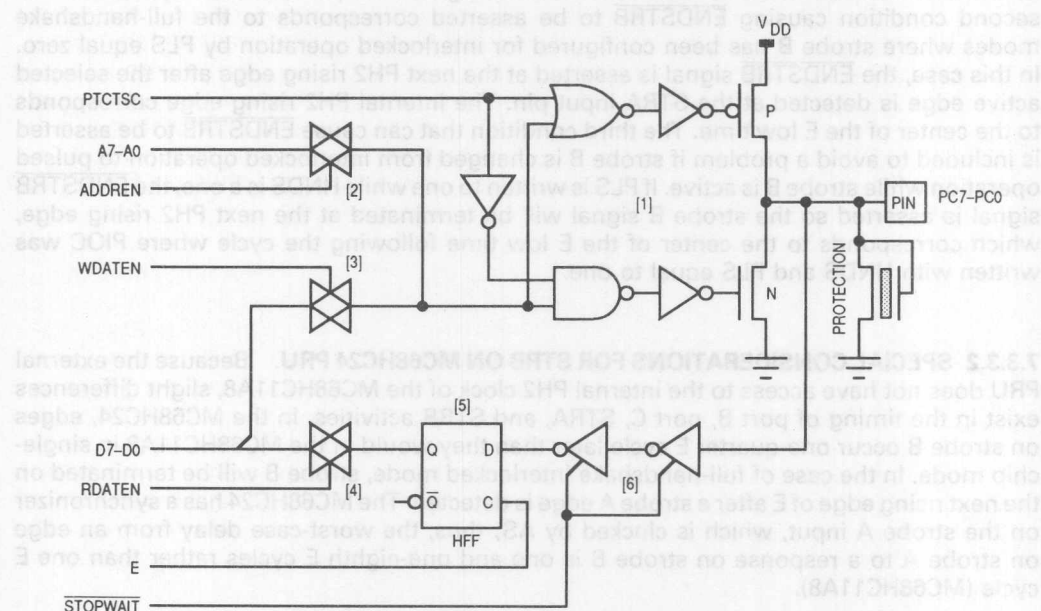 second condition causing ENDSTRB to be asserted corresponds to the full-handshake
modes where strobe B has been configured for interlocked operation by PLS equal zero.
In this case, the ENDSTRB signal is asserted at the next PH2 rising edge after the selected
active edge is detected at the STRA input pin. The internal PH2 rising edge corresponds
to the center of the E low time. The third condition that can cause ENDSTRB to be asserted
is included to avoid a problem if strobe B is changed from interlocked operation to pulsed
operation while strobe B is active. If PLS is written to one while HNDS is a one, the ENDSTRB
signal is asserted so the strobe B signal will be terminated at the next PH2 rising edge,
which corresponds to the center of the E low time following the cycle where PIOC was
written with HNDS and PLS equal to one.
7.3.3.2 SPECIAL CONSIDERATIONS FOR STRB ON MC68HC24 PRU. Because the external
PRU does not have access to the internal PH2 clock of the MC68HC11A8, slight differences
exist in the timing of port B, port C, STRA, and STRB activities. In the MC68HC24, edges
on strobe B occur one-quarter E cycle later than they would in the MC68HC11A8 in single-
chip mode. In the case of full-handshake interlocked mode, strobe B will be terminated on
the next rising edge of E after a strobe A edge is detected. The MC68HC24 has a synchronizer
on the strobe A input, which is clocked by AS; thus, the worst-case delay from an edge
on strobe A to a response on strobe B is one and one-eighth E cycles rather than one E
cycle (MC68HC11A8).
VDD
PTCTSC
P
A7–A0
ADDREN
[2]
[1]
PIN
PC7–PC0
WDATEN
[3]
N
PROTECTION
[5]
D7–D0
Q
D
RDATEN
[4]
Q̅
C
[6]
HFF
E
STOPWAIT